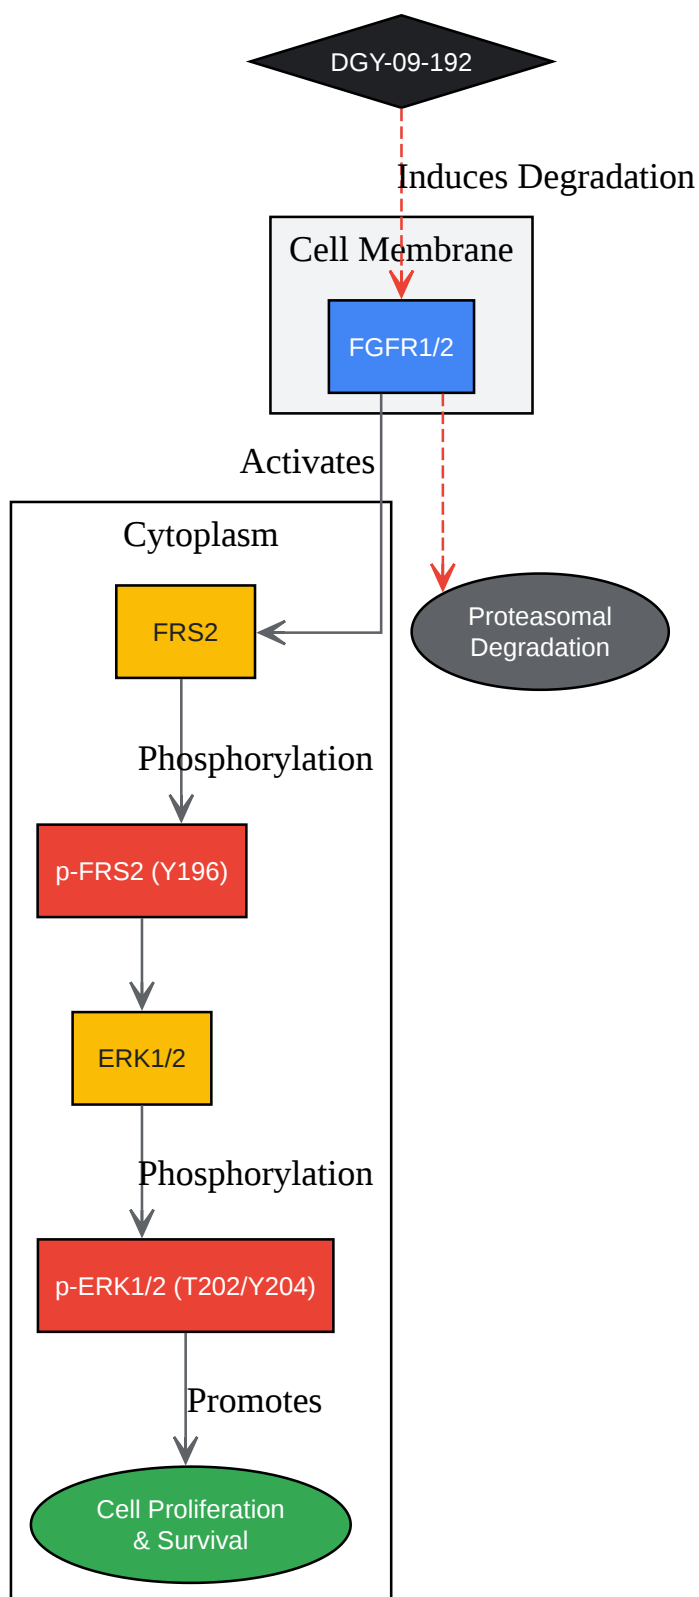 DGY-09-192
Induces Degradation
Cell Membrane
FGFR1/2
Activates
Cytoplasm
FRS2
Proteasomal
Degradation
Phosphorylation
p-FRS2 (Y196)
ERK1/2
Phosphorylation
p-ERK1/2 (T202/Y204)
Promotes
Cell Proliferation
& Survival